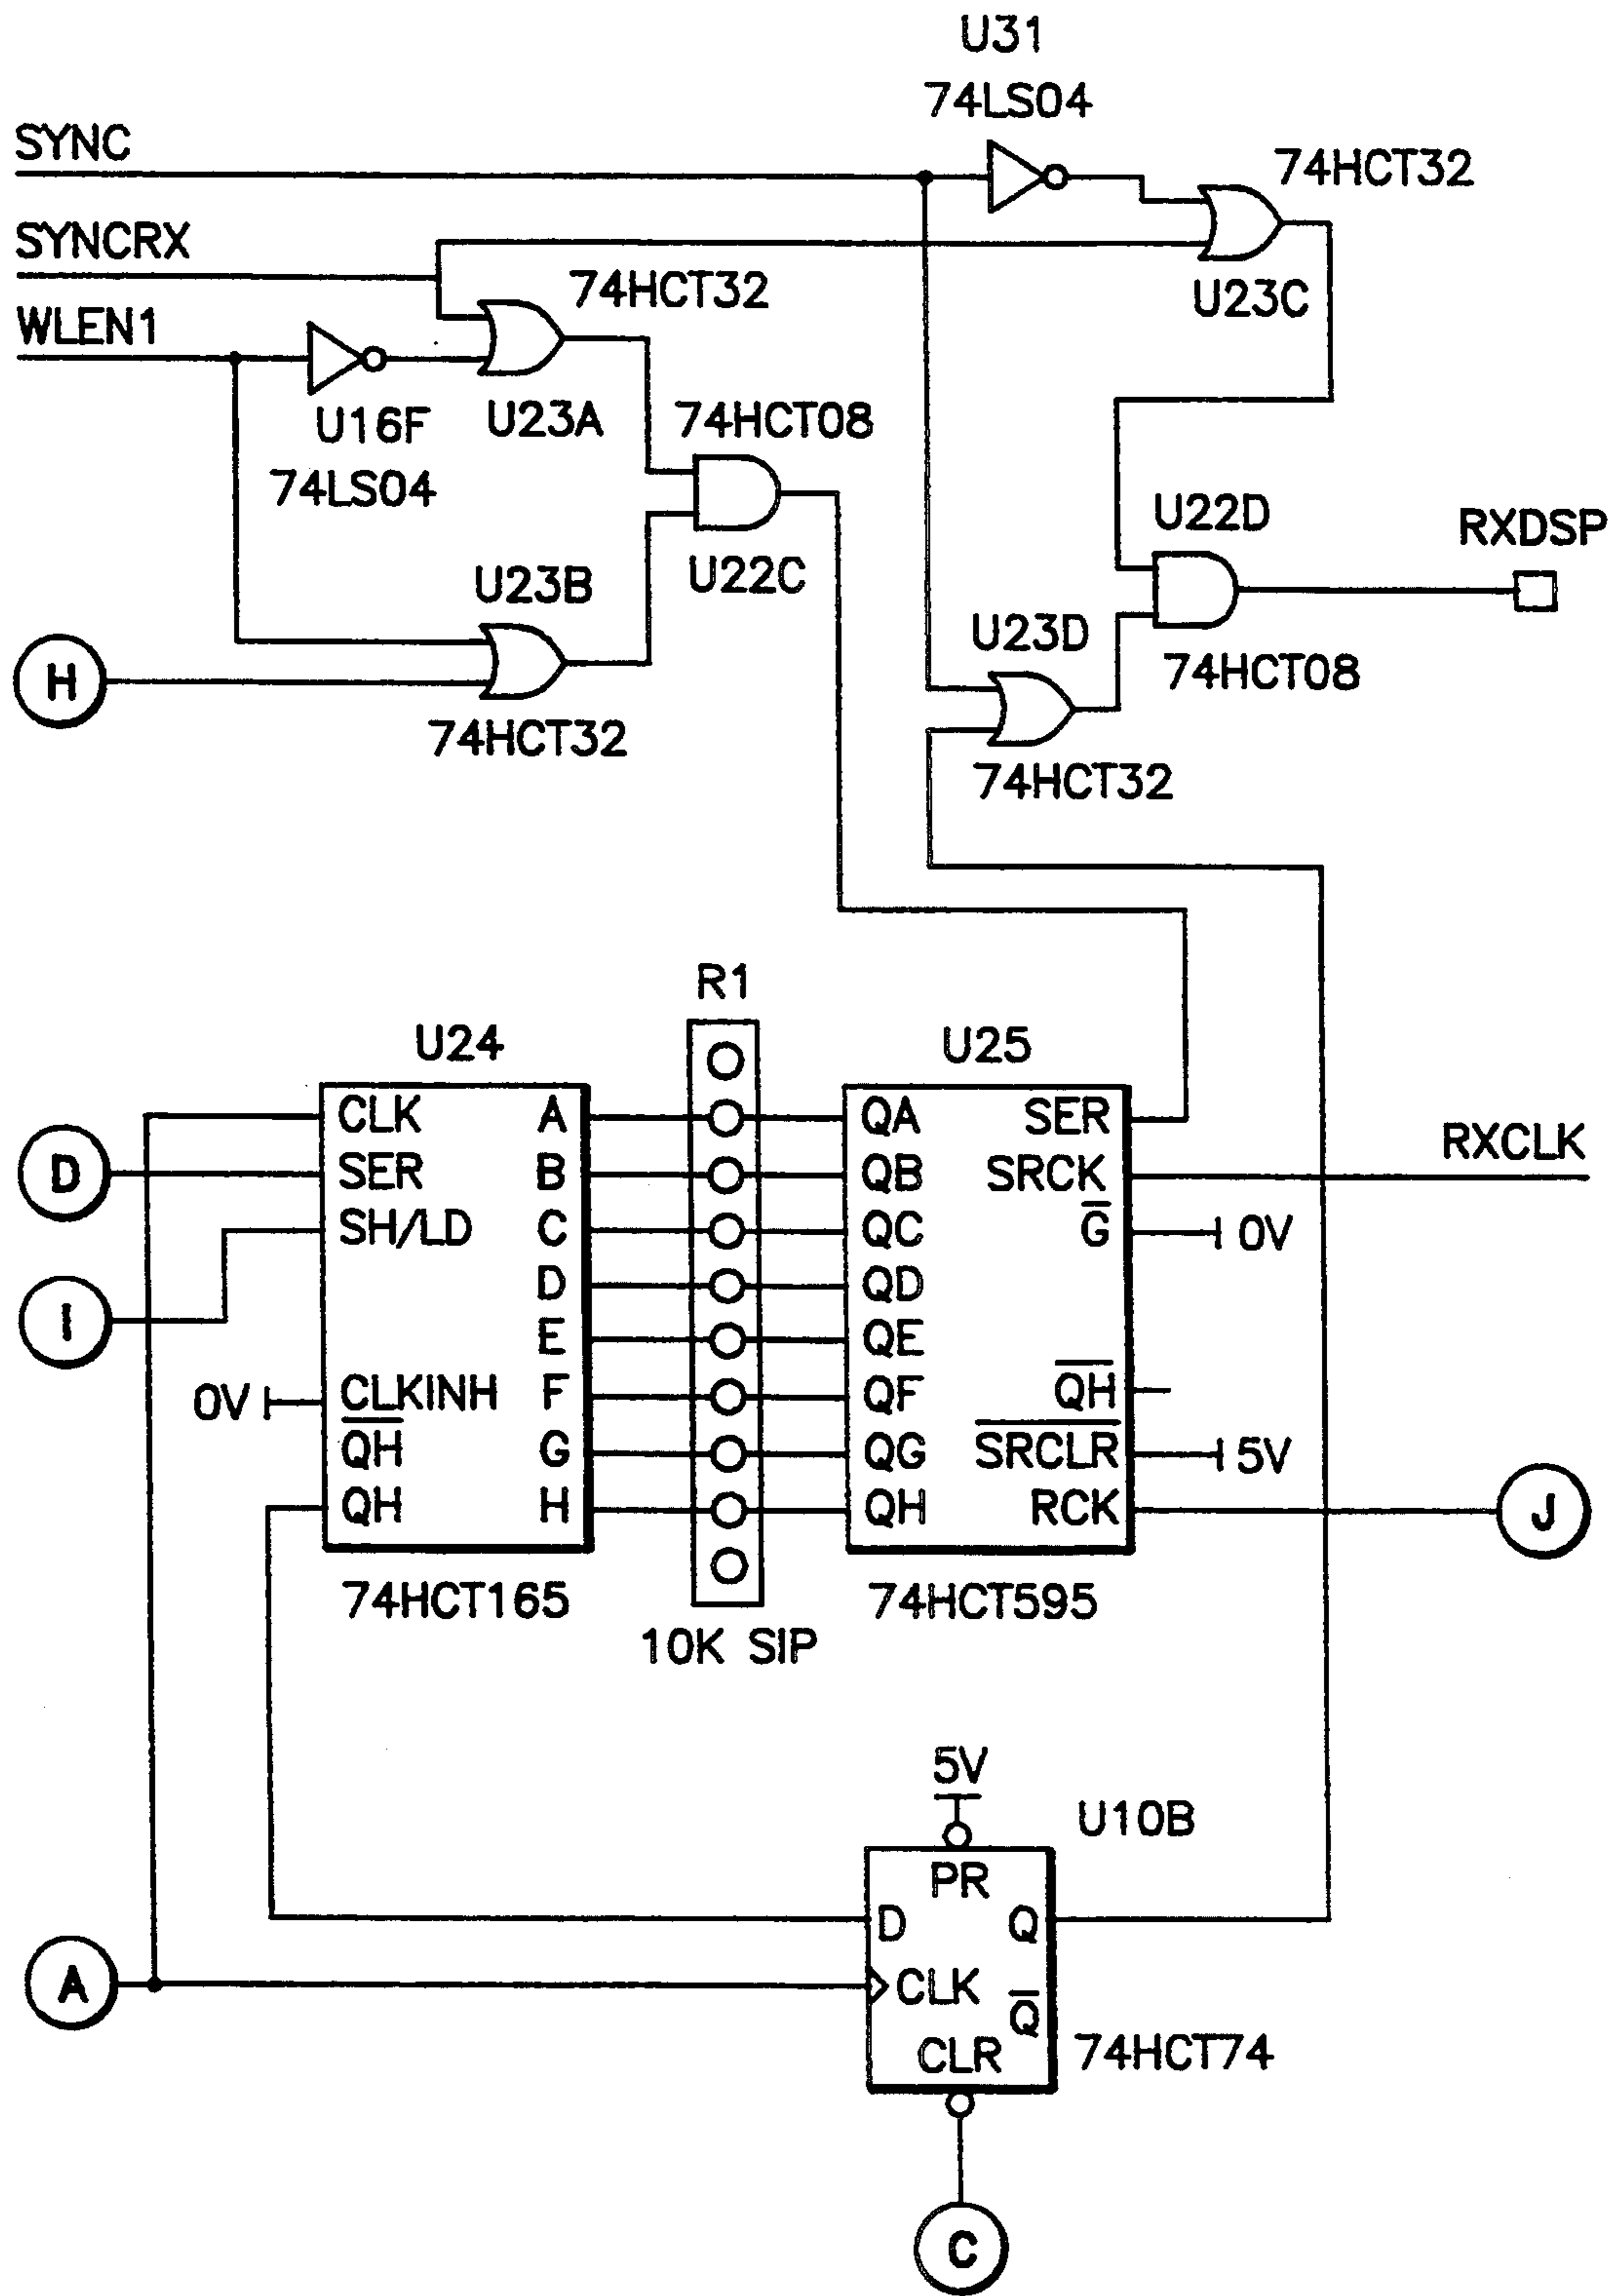 U31
74LS04
SYNC
74HCT32
SYNCRX
74HCT32
U23C
WLEN1
U16F
U23A
74HCT08
74LS04
U22D
RXDSP
U23B
U22C
U23D
H
74HCT32
74HCT08
74HCT32
R1
U24
U25
CLK
A
QA
SER
RXCLK
D
SER
B
QB
SRCK
SH/LD
C
QC
G
0V
D
QD
I
E
QE
0V
CLKINH
F
QF
QH
QH
G
QG
SRCLR
5V
QH
H
QH
RCK
J
74HCT165
74HCT595
10K SIP
5V
U10B
PR
D
Q
A
CLK
Q
CLR
74HCT74
C